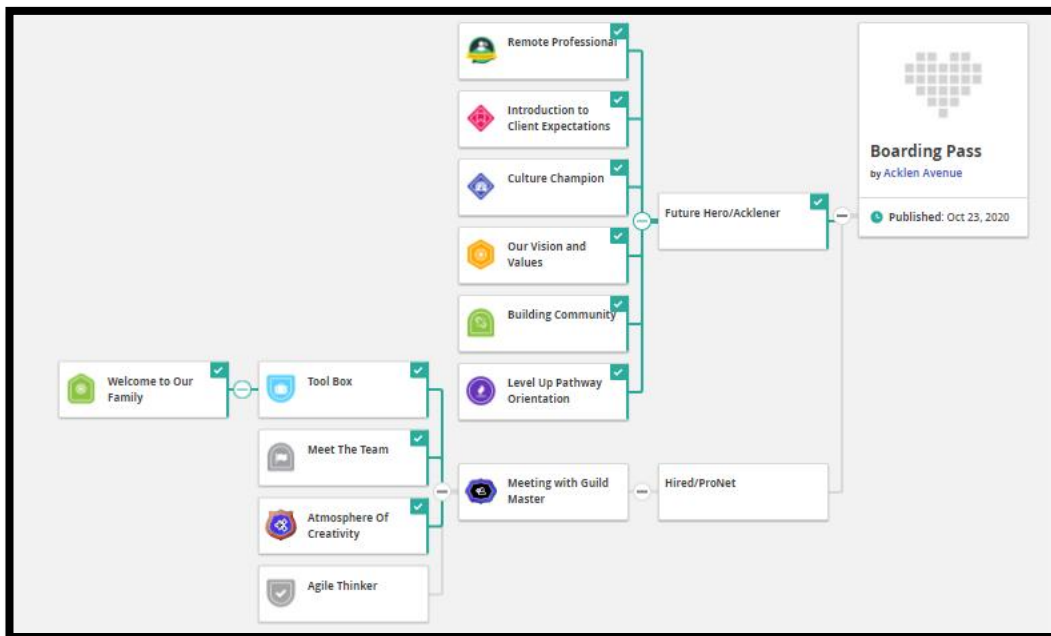 Remote Professional
Introduction to
Client Expectations
Culture Champion
Our Vision and
Values
Building Community
Level Up Pathway
Orientation
Future Hero/Acklener
Boarding Pass
by Acklen Avenue
Published: Oct 23, 2020
Welcome to Our
Family
Tool Box
Meet The Team
Atmosphere Of
Creativity
Agile Thinker
Meeting with Guild
Master
Hired/ProNet